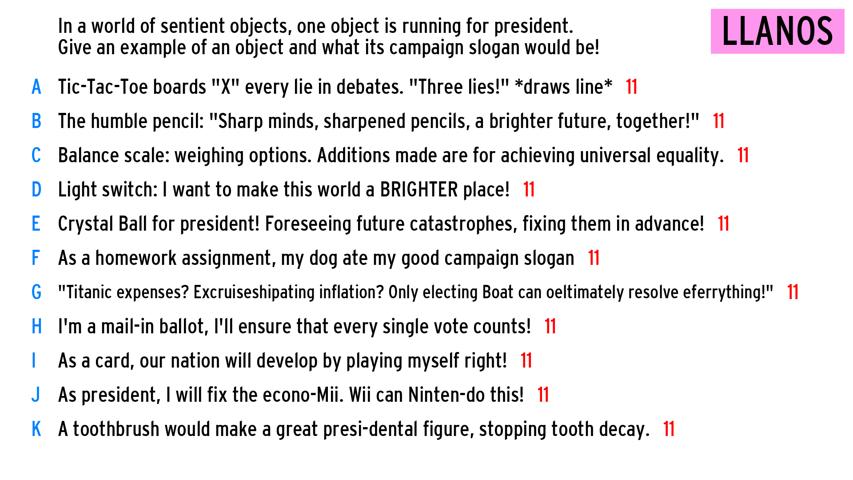 In a world of sentient objects, one object is running for president.
Give an example of an object and what its campaign slogan would be!
LLANOS
A Tic-Tac-Toe boards "X" every lie in debates. "Three lies!" *draws line* 11
B The humble pencil: "Sharp minds, sharpened pencils, a brighter future, together!" 11
C Balance scale: weighing options. Additions made are for achieving universal equality. 11
D Light switch: I want to make this world a BRIGHTER place! 11
E Crystal Ball for president! Foreseeing future catastrophes, fixing them in advance! 11
F As a homework assignment, my dog ate my good campaign slogan 11
G "Titanic expenses? Excruiseshipating inflation? Only electing Boat can oeltimately resolve eferrything!" 11
H I'm a mail-in ballot, I'll ensure that every single vote counts! 11
I As a card, our nation will develop by playing myself right! 11
J As president, I will fix the econo-Mii. Wii can Ninten-do this! 11
K A toothbrush would make a great presi-dental figure, stopping tooth decay. 11